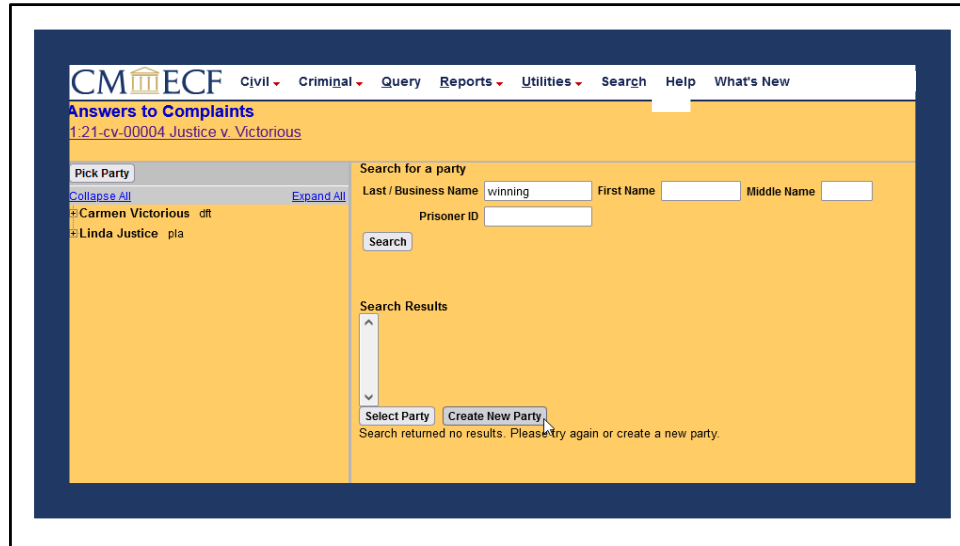 CM ECF Civil Criminal Query Reports Utilities Search Help What's New
Answers to Complaints
1:21-cv-00004 Justice v. Victorious
Pick Party
Collapse All Expand All
Carmen Victorious dft
Linda Justice pla
Search for a party
Last / Business Name winning First Name Middle Name
Prisoner ID
Search
Search Results
Select Party Create New Party
Search returned no results. Please try again or create a new party.